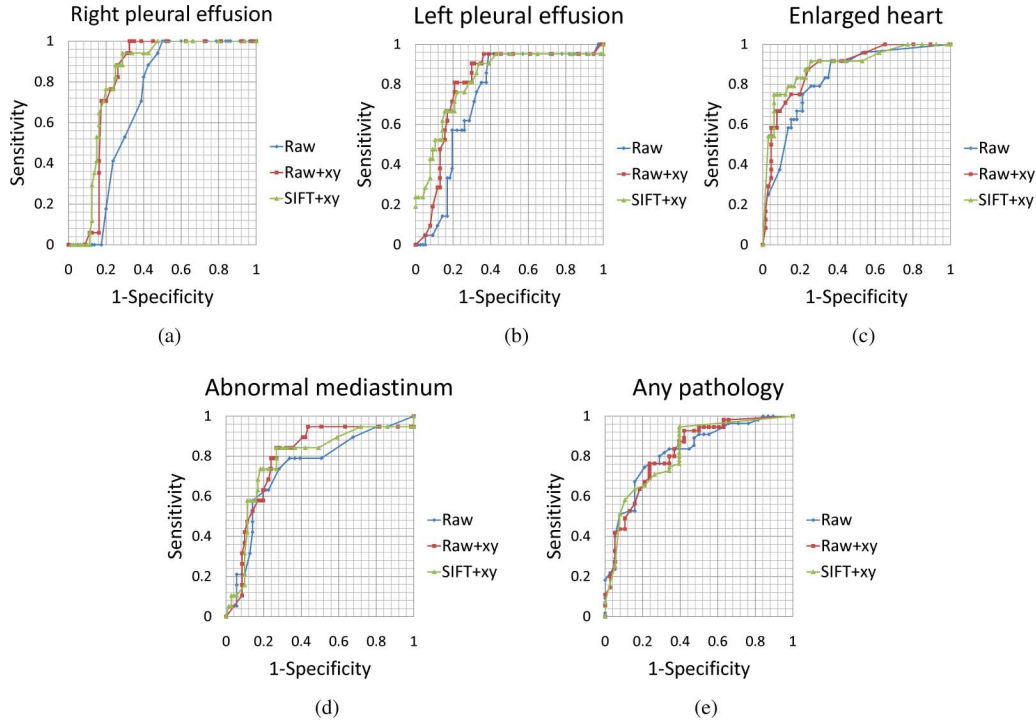 Right pleural effusion
Sensitivity
1
0.8
0.6
0.4
0.2
0
0 0.2 0.4 0.6 0.8 1
1-Specificity
Raw
Raw+xy
SIFT+xy
(a)
Left pleural effusion
Sensitivity
1
0.8
0.6
0.4
0.2
0
0 0.2 0.4 0.6 0.8 1
1-Specificity
Raw
Raw+xy
SIFT+xy
(b)
Enlarged heart
Sensitivity
1
0.8
0.6
0.4
0.2
0
0 0.2 0.4 0.6 0.8 1
1-Specificity
Raw
Raw+xy
SIFT+xy
(c)
Abnormal mediastinum
Sensitivity
1
0.8
0.6
0.4
0.2
0
0 0.2 0.4 0.6 0.8 1
1-Specificity
Raw
Raw+xy
SIFT+xy
(d)
Any pathology
Sensitivity
1
0.8
0.6
0.4
0.2
0
0 0.2 0.4 0.6 0.8 1
1-Specificity
Raw
Raw+xy
SIFT+xy
(e)